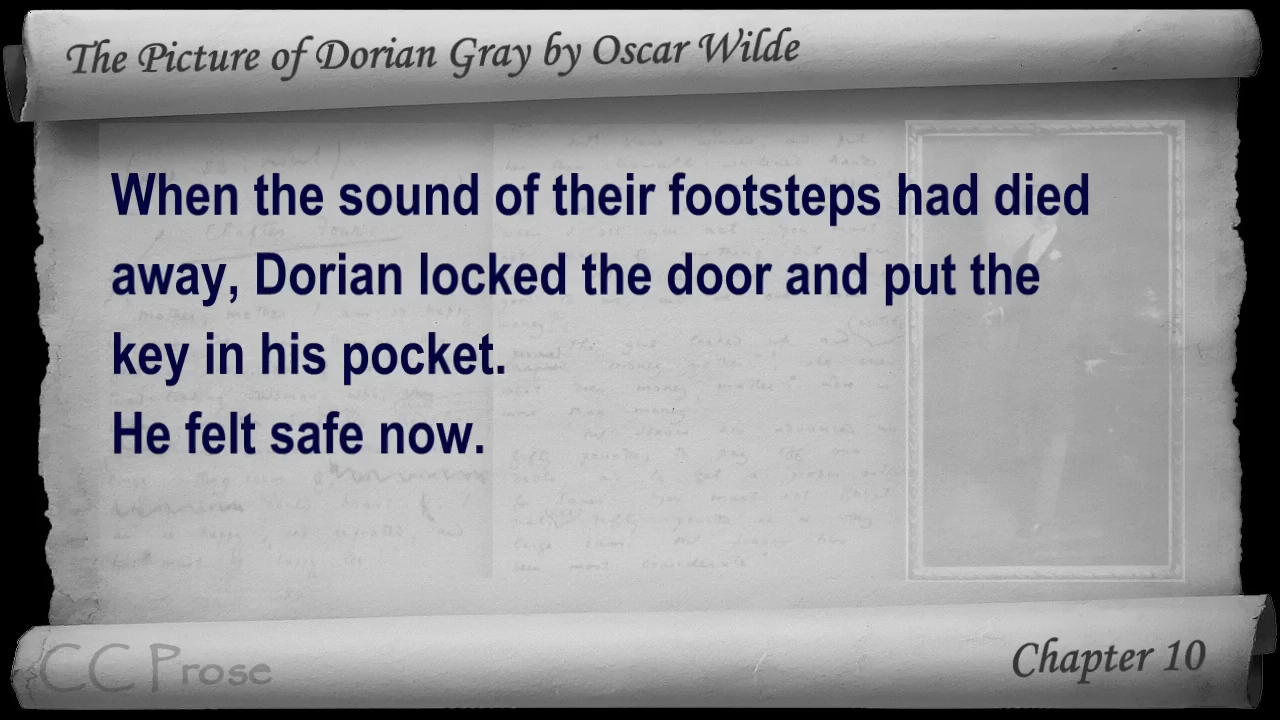 The Picture of Dorian Gray by Oscar Wilde
When the sound of their footsteps had died
away, Dorian locked the door and put the
key in his pocket.
He felt safe now.
CC Prose
Chapter 10